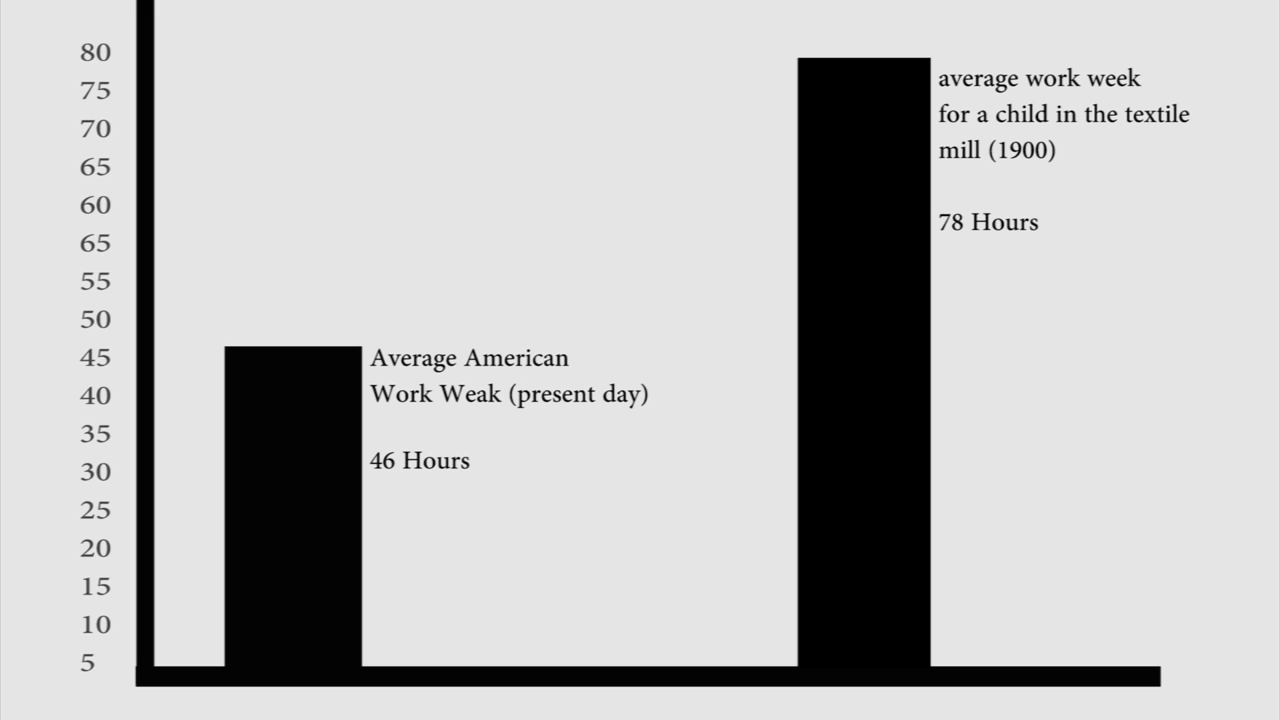 80
75
70
65
60
65
55
50
45
40
35
30
25
20
15
10
5
Average American
Work Weak (present day)
46 Hours
average work week
for a child in the textile
mill (1900)
78 Hours